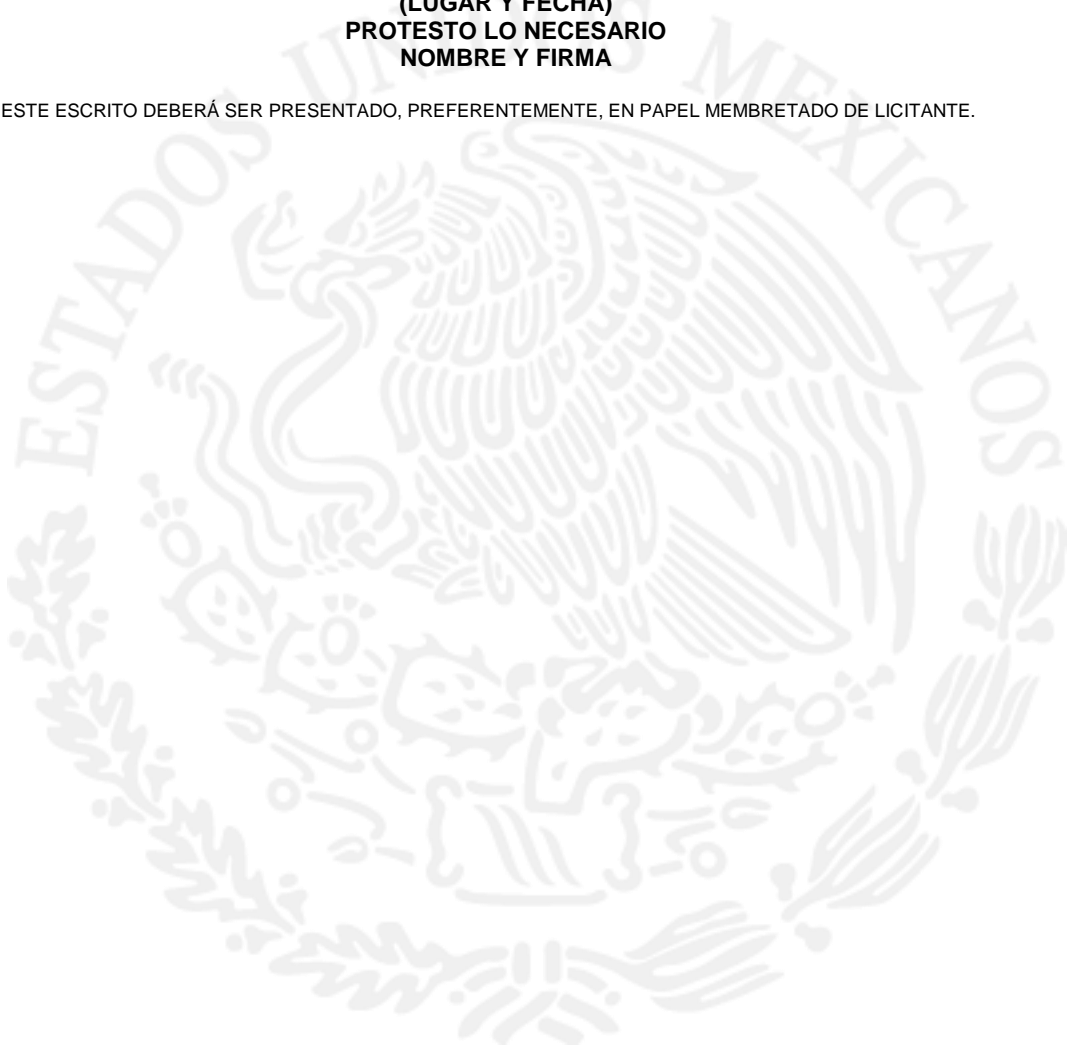 (LUGAR Y FECHA)
PROTESTO LO NECESARIO
NOMBRE Y FIRMA
ESTE ESCRITO DEBERÁ SER PRESENTADO, PREFERENTEMENTE, EN PAPEL MEMBRETADO DE LICITANTE.
ESTADOS UNIDOS MEXICANOS